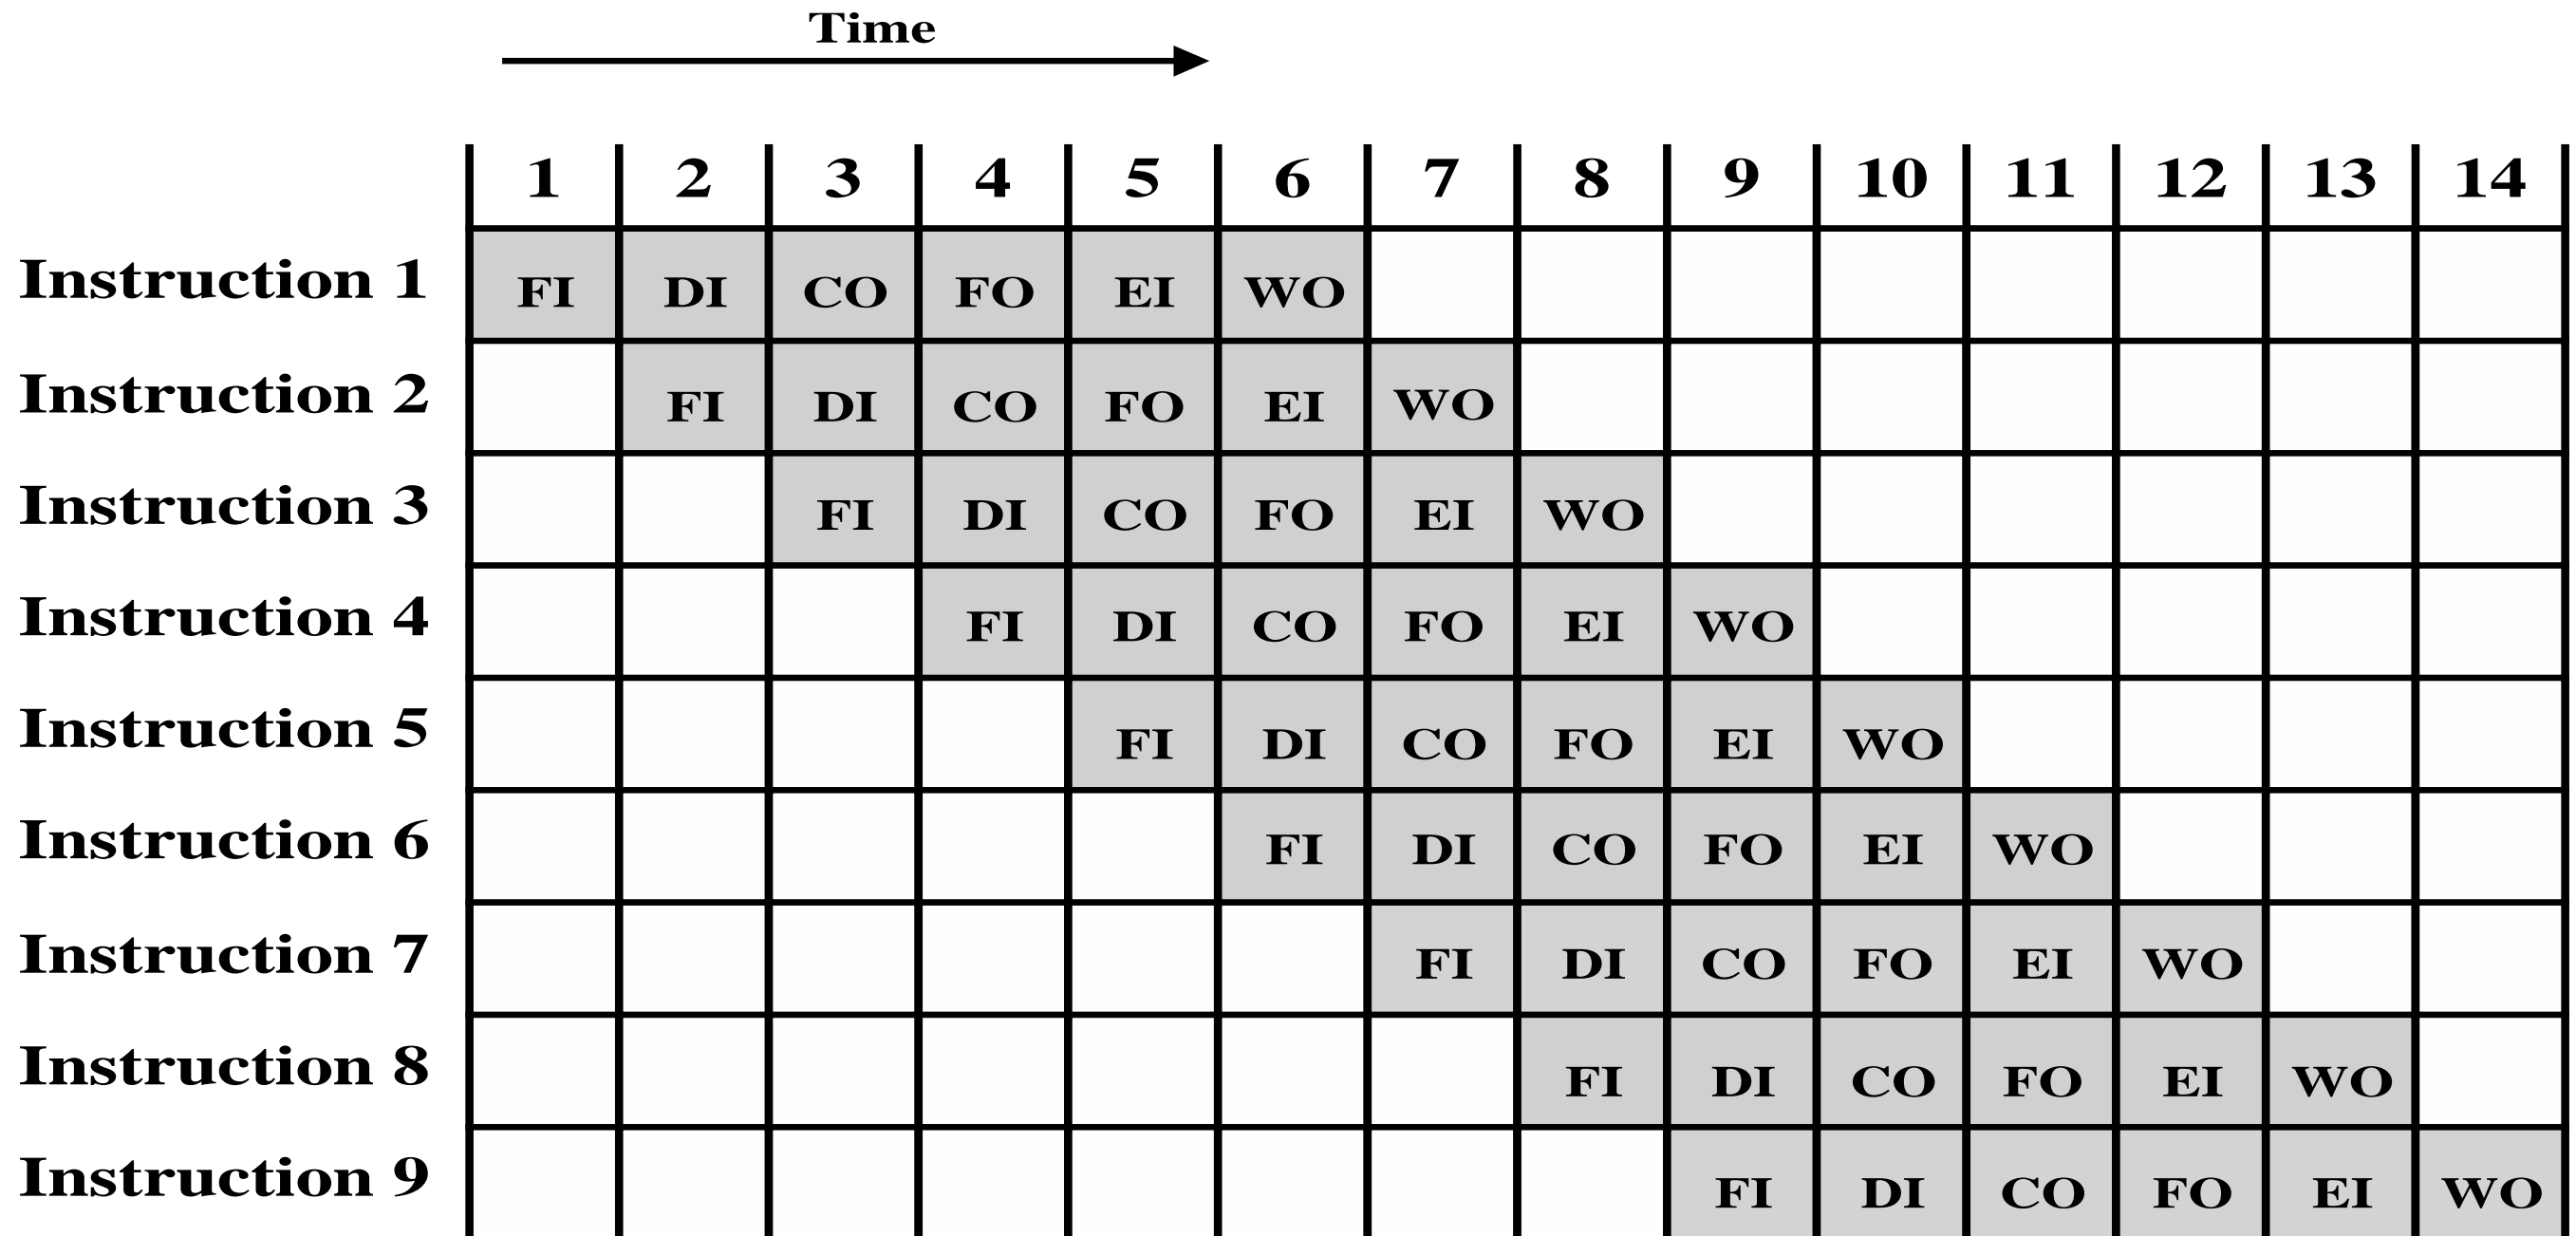 Time
1 2 3 4 5 6 7 8 9 10 11 12 13 14
Instruction 1 FI DI CO FO EI WO
Instruction 2 FI DI CO FO EI WO
Instruction 3 FI DI CO FO EI WO
Instruction 4 FI DI CO FO EI WO
Instruction 5 FI DI CO FO EI WO
Instruction 6 FI DI CO FO EI WO
Instruction 7 FI DI CO FO EI WO
Instruction 8 FI DI CO FO EI WO
Instruction 9 FI DI CO FO EI WO